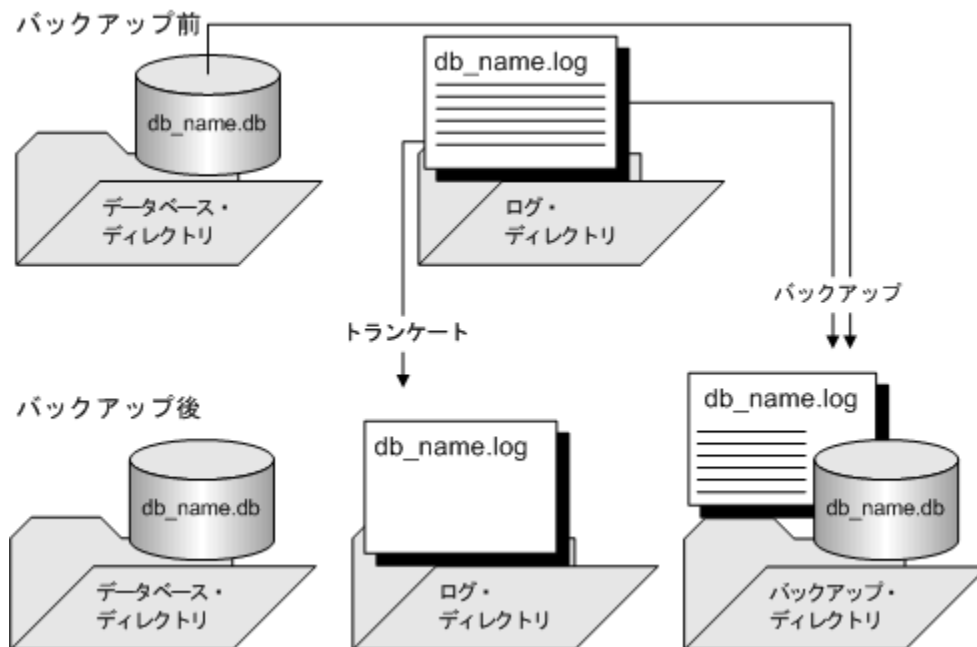 バックアップ前
db_name.db
データベース・
ディレクトリ
db_name.log
ログ・
ディレクトリ
トランケート
バックアップ
バックアップ後
db_name.db
データベース・
ディレクトリ
db_name.log
ログ・
ディレクトリ
db_name.log
db_name.db
バックアップ・
ディレクトリ